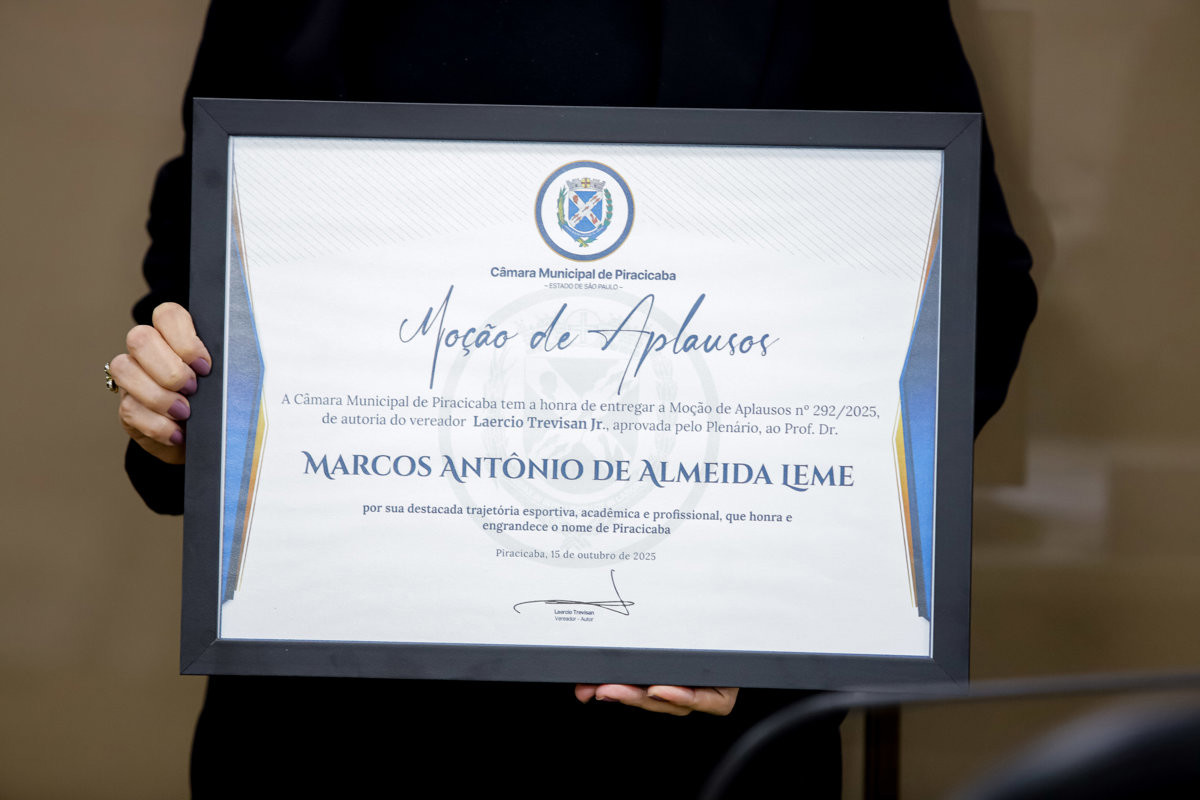 Câmara Municipal de Piracicaba
– ESTADO DE SÃO PAULO –
Moção de Aplausos
A Câmara Municipal de Piracicaba tem a honra de entregar a Moção de Aplausos nº 292/2025,
de autoria do vereador Laercio Trevisan Jr., aprovada pelo Plenário, ao Prof. Dr.
MARCOS ANTÔNIO DE ALMEIDA LEME
por sua destacada trajetória esportiva, acadêmica e profissional, que honra e
engrandece o nome de Piracicaba
Piracicaba, 15 de outubro de 2025
Laercio Trevisan
Vereador - Autor